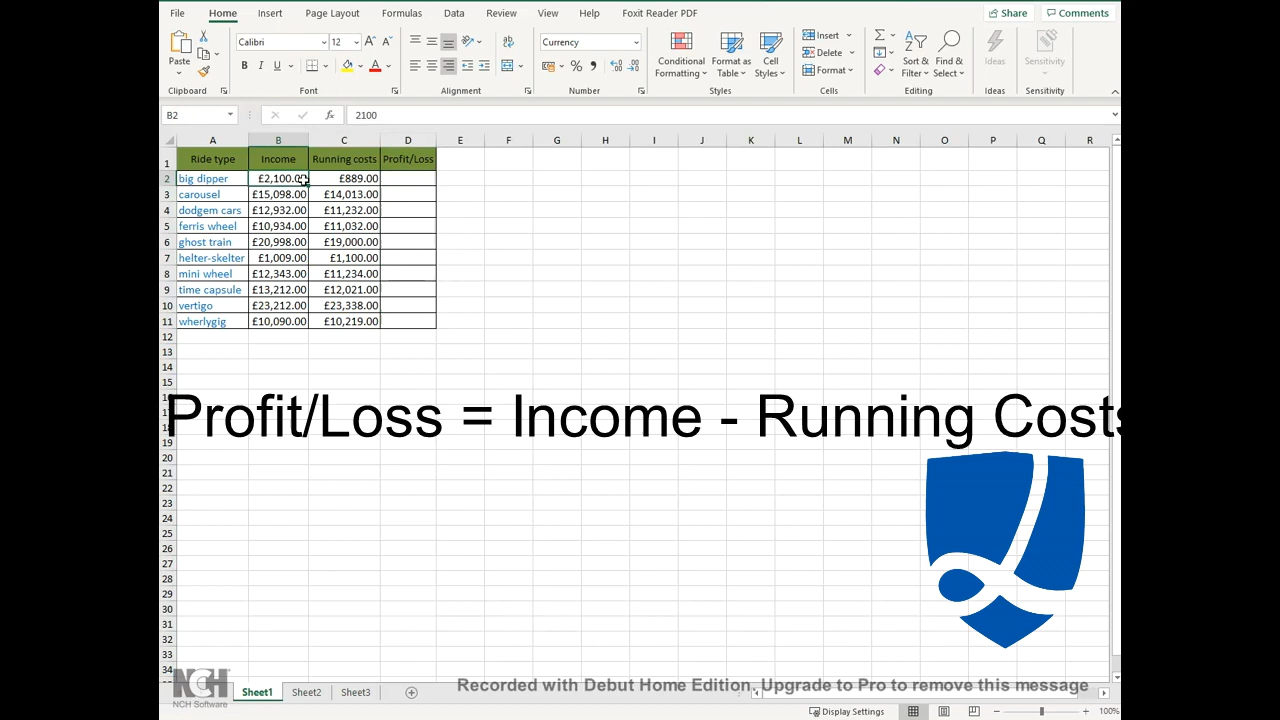 File Home Insert Page Layout Formulas Data Review View Help Foxit Reader PDF Share Comments
Calibri 12 A A Currency Insert
Paste B I U A % Conditional Formatting Format as Table Cell Styles Delete Format Sort & Filter Find & Select Ideas Sensitivity
Clipboard Font Alignment Number Styles Cells Editing Ideas Sensitivity
B2 fx 2100
A B C D E F G H I J K L M N O P Q R
1 Ride type Income Running costs Profit/Loss
2 big dipper £2,100.00 £889.00
3 carousel £15,098.00 £14,013.00
4 dodgem cars £12,932.00 £11,232.00
5 ferris wheel £10,934.00 £11,032.00
6 ghost train £20,998.00 £19,000.00
7 helter-skelter £1,009.00 £1,100.00
8 mini wheel £12,343.00 £11,234.00
9 time capsule £13,212.00 £12,021.00
10 vertigo £23,212.00 £23,338.00
11 wherlygig £10,090.00 £10,219.00
12
13
14
15
16
17
18
Profit/Loss = Income - Running Costs
19
20
21
22
23
24
25
26
27
28
29
30
31
32
33
34
NCH
NCH Software
Sheet1 Sheet2 Sheet3
Recorded with Debut Home Edition. Upgrade to Pro to remove this message
Display Settings 100%